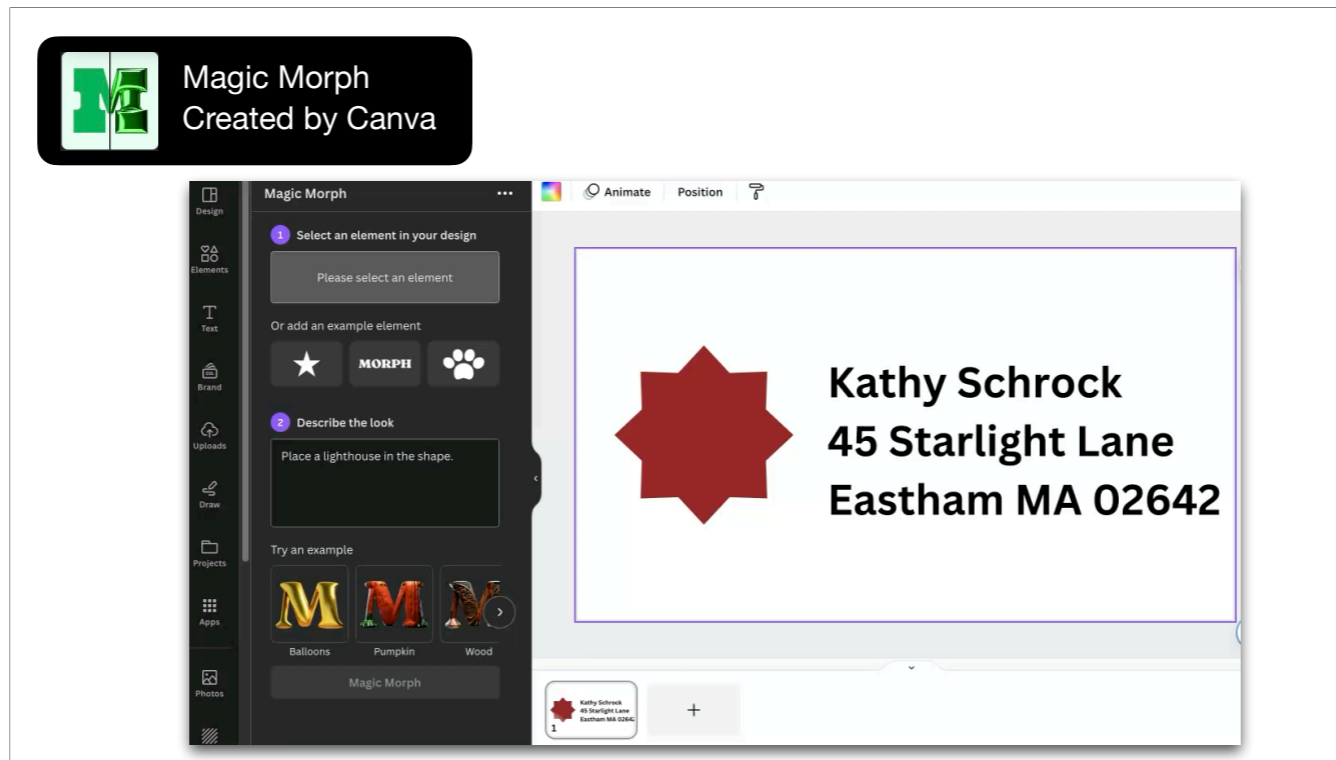 Magic Morph
Created by Canva
Design
Elements
Text
Brand
Uploads
Draw
Projects
Apps
Photos
Magic Morph
1 Select an element in your design
Please select an element
Or add an example element
MORPH
2 Describe the look
Place a lighthouse in the shape.
Try an example
Balloons Pumpkin Wood
Magic Morph
Animate Position
Kathy Schrock
45 Starlight Lane
Eastham MA 02642
Kathy Schrock
45 Starlight Lane
Eastham MA 02642
1